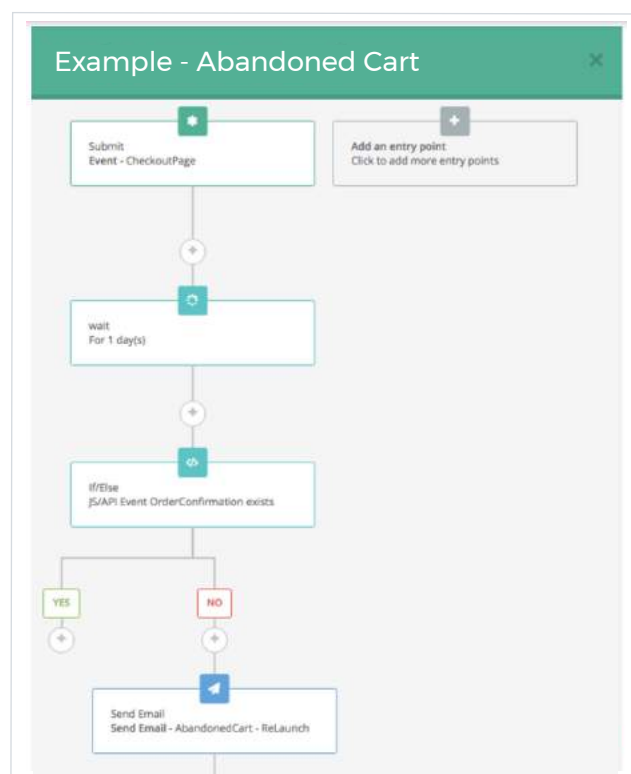 Example - Abandoned Cart
Submit
Event - CheckoutPage
Add an entry point
Click to add more entry points
wait
For 1 day(s)
If/Else
JS/API Event OrderConfirmation exists
YES
NO
Send Email
Send Email - AbandonedCart - ReLaunch